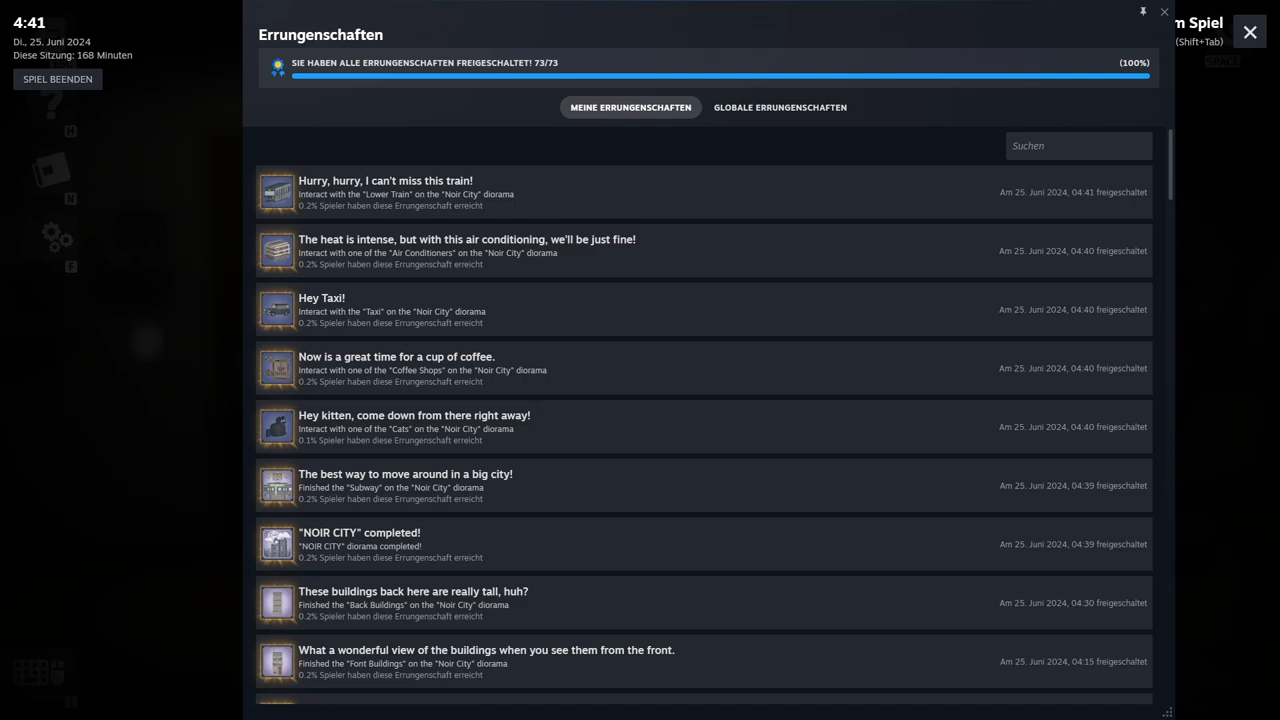 4:41
Di., 25. Juni 2024
Diese Sitzung: 168 Minuten
SPIEL BEENDEN
H
N
F
m Spiel
(Shift+Tab)
SPACE
Errungenschaften
SIE HABEN ALLE ERRUNGENSCHAFTEN FREIGESCHALTET! 73/73 (100%)
MEINE ERRUNGENSCHAFTEN GLOBALE ERRUNGENSCHAFTEN
Suchen
Hurry, hurry, I can't miss this train!
Interact with the "Lower Train" on the "Noir City" diorama
0.2% Spieler haben diese Errungenschaft erreicht
Am 25. Juni 2024, 04:41 freigeschaltet
The heat is intense, but with this air conditioning, we'll be just fine!
Interact with one of the "Air Conditioners" on the "Noir City" diorama
0.2% Spieler haben diese Errungenschaft erreicht
Am 25. Juni 2024, 04:40 freigeschaltet
Hey Taxi!
Interact with the "Taxi" on the "Noir City" diorama
0.2% Spieler haben diese Errungenschaft erreicht
Am 25. Juni 2024, 04:40 freigeschaltet
Now is a great time for a cup of coffee.
Interact with one of the "Coffee Shops" on the "Noir City" diorama
0.2% Spieler haben diese Errungenschaft erreicht
Am 25. Juni 2024, 04:40 freigeschaltet
Hey kitten, come down from there right away!
Interact with one of the "Cats" on the "Noir City" diorama
0.1% Spieler haben diese Errungenschaft erreicht
Am 25. Juni 2024, 04:40 freigeschaltet
The best way to move around in a big city!
Finished the "Subway" on the "Noir City" diorama
0.2% Spieler haben diese Errungenschaft erreicht
Am 25. Juni 2024, 04:39 freigeschaltet
"NOIR CITY" completed!
"NOIR CITY" diorama completed!
0.2% Spieler haben diese Errungenschaft erreicht
Am 25. Juni 2024, 04:39 freigeschaltet
These buildings back here are really tall, huh?
Finished the "Back Buildings" on the "Noir City" diorama
0.2% Spieler haben diese Errungenschaft erreicht
Am 25. Juni 2024, 04:30 freigeschaltet
What a wonderful view of the buildings when you see them from the front.
Finished the "Font Buildings" on the "Noir City" diorama
0.2% Spieler haben diese Errungenschaft erreicht
Am 25. Juni 2024, 04:15 freigeschaltet